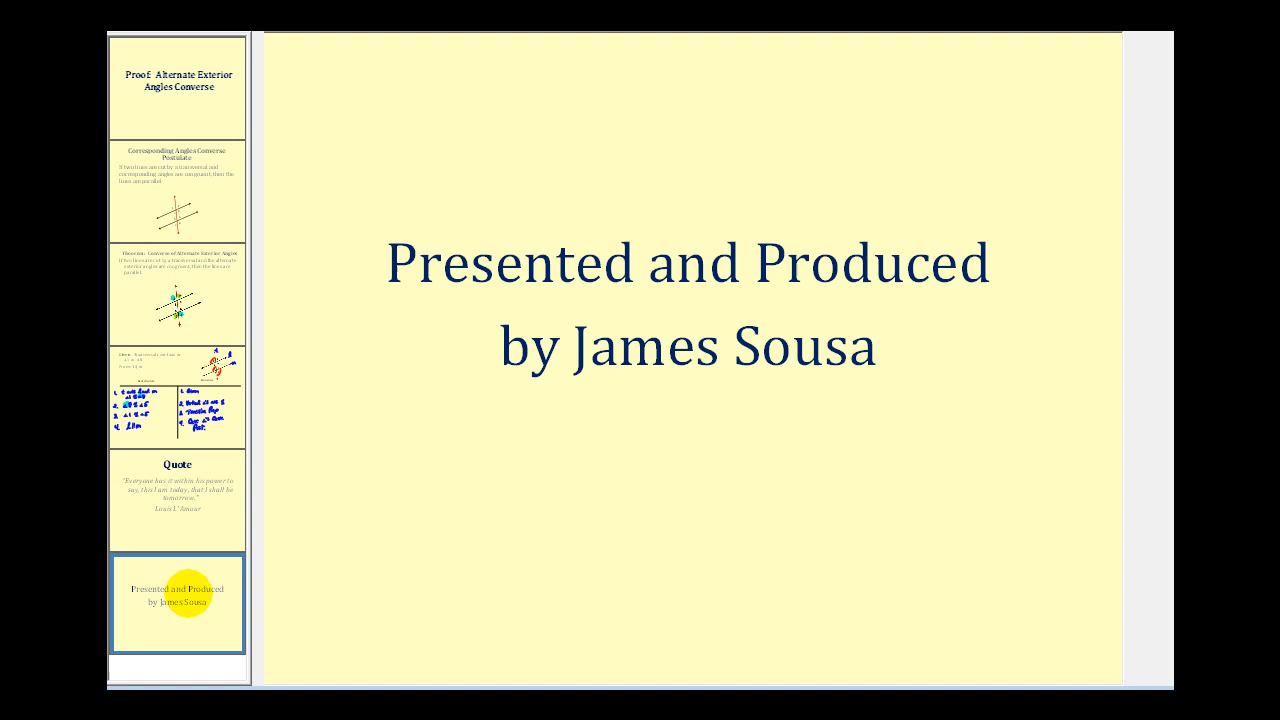 Proof: Alternate Exterior
Angles Converse
Corresponding Angles Converse
Postulate
If two lines are cut by a transversal and
corresponding angles are congruent, then the
lines are parallel.
Theorem: Converse of Alternate Exterior Angles
If two lines are cut by a transversal and the alternate
exterior angles are congruent, then the lines are
parallel.
Given:
Prove:
1. Given
Quote
"Everyone has it within his power to
say, this I am today, that I shall be
tomorrow."
Louis L'Amour
Presented and Produced
by James Sousa
Presented and Produced
by James Sousa